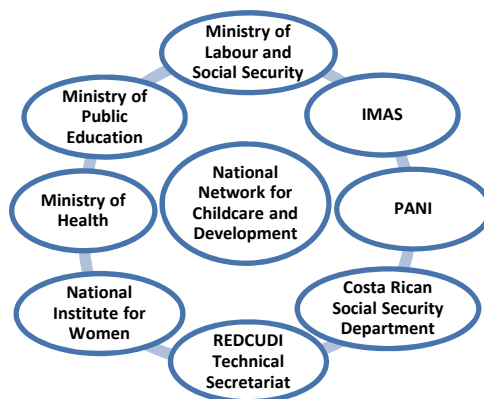 Ministry of
Labour and
Social Security
IMAS
PANI
Costa Rican
Social Security
Department
REDCUDI
Technical
Secretariat
National
Institute for
Women
Ministry of
Health
Ministry of
Public
Education
National
Network for
Childcare and
Development